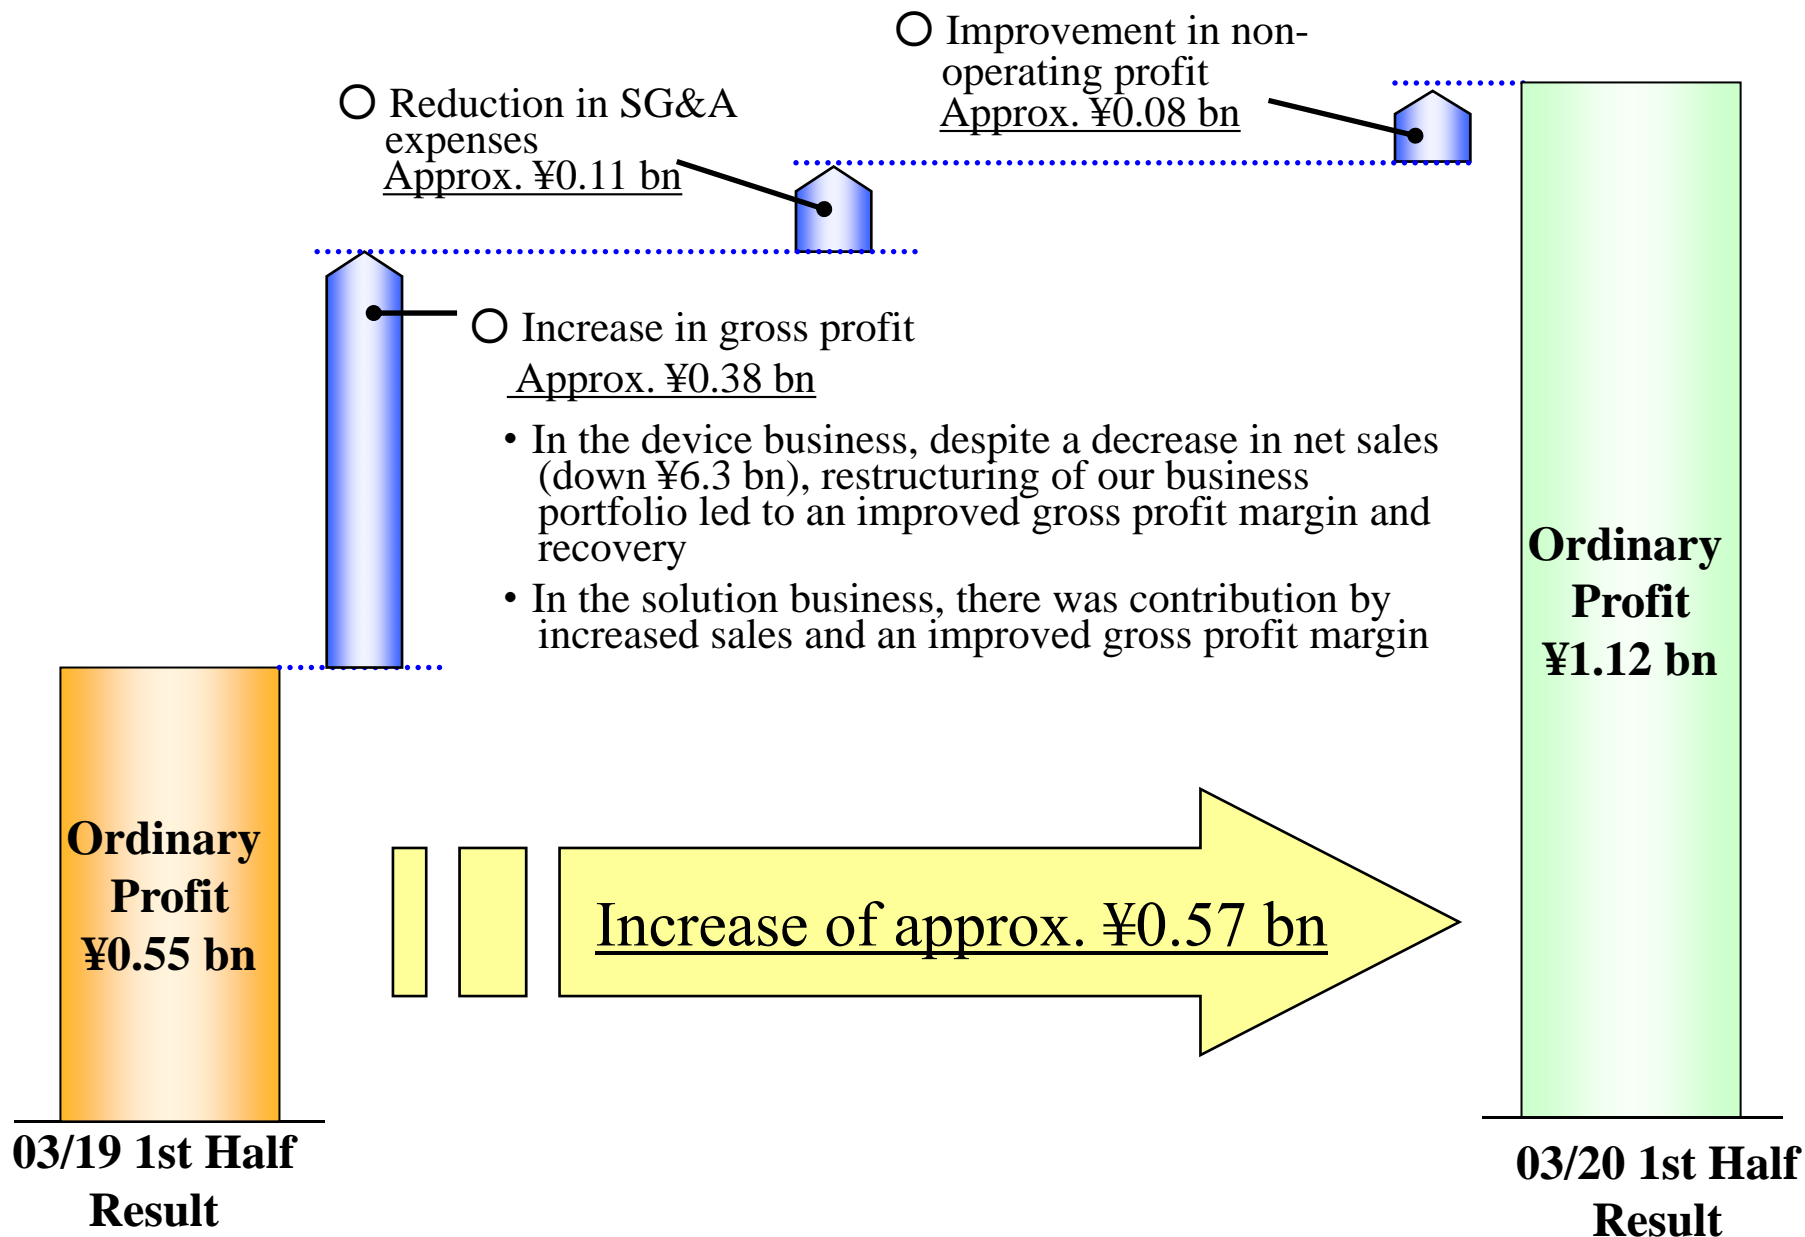 ○ Improvement in non-
operating profit
Approx. ¥0.08 bn
○ Reduction in SG&A
expenses
Approx. ¥0.11 bn
○ Increase in gross profit
Approx. ¥0.38 bn
• In the device business, despite a decrease in net sales
(down ¥6.3 bn), restructuring of our business
portfolio led to an improved gross profit margin and
recovery
• In the solution business, there was contribution by
increased sales and an improved gross profit margin
Ordinary
Profit
¥1.12 bn
Ordinary
Profit
¥0.55 bn
Increase of approx. ¥0.57 bn
03/19 1st Half
Result
03/20 1st Half
Result